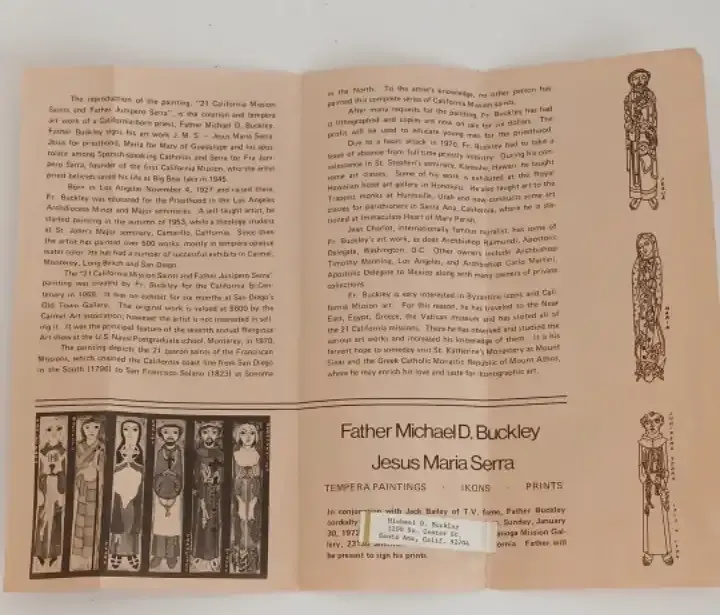 The reproduction of the painting, "21 California Mission
Saints and Father Junipero Serra" is the creation and tempera
art work of a California-born priest, Father Michael D. Buckley.
Father Buckley signs his art work J. M. S. - Jesus Maria Serra.
Jesus for priesthood, Maria for Mary of Guadalupe and his apos-
tolate among Spanish-speaking Catholics and Serra for Fra Juni-
pero Serra, founder of the first California Mission, who the artist
priest believes saved his life at Big Bear Lake in 1945.
Born in Los Angeles November 4, 1927 and raised there,
Fr. Buckley was educated for the Priesthood in the Los Angeles
Archdiocese Minor and Major seminaries. A self taught artist, he
started painting in the autumn of 1953, while a theology student
at St. John's Major seminary, Camarillo, California. Since then
the artist has painted over 500 works, mostly in tempera-opaque
water color. He has had a number of successful exhibits in Carmel,
Monterey, Long Beach and San Diego.
The "21 California Mission Saints and Father Junipero Serra"
painting was created by Fr. Buckley for the California Bi-Cen-
tenary in 1969. It was on exhibit for six months at San Diego's
Old Town Gallery. The original work is valued at $600 by the
Carmel Art Association; however the artist is not interested in sell-
ing it. It was the principal feature of the seventh annual Religious
Art show at the U. S. Naval Postgraduate school, Monterey, in 1970.
The painting depicts the 21 patron saints of the Franciscan
Missions, which chained the California coast line from San Diego
in the South (1796) to San Francisco Solano (1823) at Sonoma
in the North. To the artist's knowledge, no other person has
painted this complete series of California Mission saints.
After many requests for the painting, Fr. Buckley has had
it lithographed and copies are now on sale for six dollars. The
profit will be used to educate young men for the priesthood.
Due to a heart attack in 1970, Fr. Buckley had to take a
leave of absence from full time priestly ministry. During his con-
valescence in St. Stephen's seminary, Kaneohe, Hawaii, he taught
some art classes. Some of his work is exhibited at the Royal
Hawaiian hotel art gallery in Honolulu. He also taught art to the
Trappist monks at Huntsville, Utah and now conducts some art
classes for parishioners in Santa Ana, California, where he is sta-
tioned at Immaculate Heart of Mary Parish.
Jean Charlot, internationally famous muralist, has some of
Fr. Buckley's art work, so does Archbishop Raimundi, Apostolic
Delegate, Washington, D.C. Other owners include Archbishop
Timothy Manning, Los Angeles, and Archbishop Carlo Martini,
Apostolic Delegate to Mexico along with many owners of private
collections.
Fr. Buckley is very interested in Byzantine icons and Cali-
fornia Mission art. For this reason, he has traveled to the Near
East, Egypt, Greece, the Vatican museum and has visited all of
the 21 California missions. There he has observed and studied the
various art works and increased his knowledge of them. It is his
fervent hope to someday visit St. Katherine's Monastery at Mount
Sinai and the Greek Catholic Monastic Republic of Mount Athos,
where he may enrich his love and taste for iconographic art.
Father Michael D. Buckley
Jesus Maria Serra
TEMPERA PAINTINGS · IKONS · PRINTS
In conjunction with Jack Bailey of T.V. fame, Father Buckley
cordially Sunday, January
30, 1972 Mission Gal-
lery, ornia. Father will
be present to sign his prints.
Michael D. Buckley
Santa Ana, Calif.
MARIA